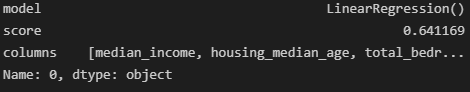 model LinearRegression()
score 0.641169
columns [median_income, housing_median_age, total_bedr...
Name: 0, dtype: object